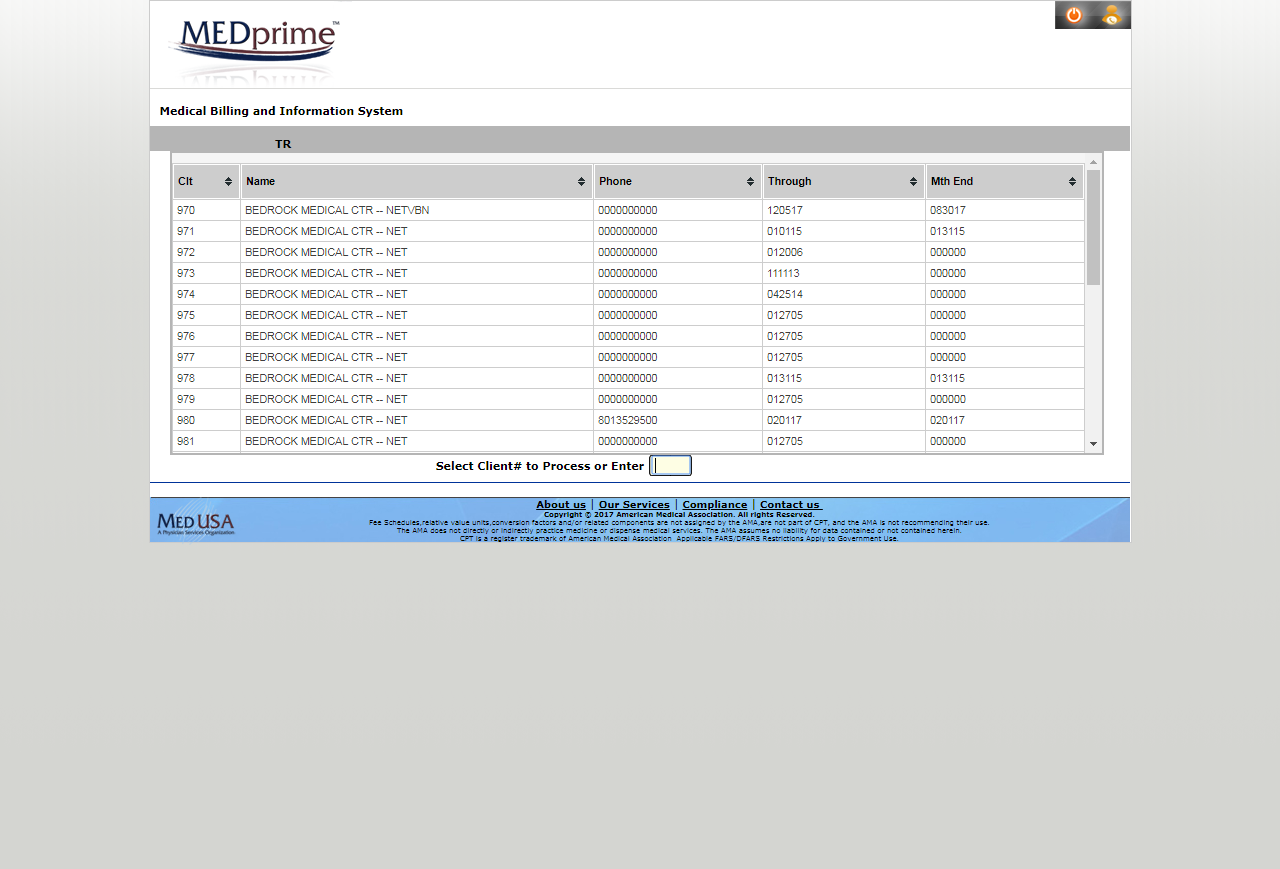 MEDprime™
Medical Billing and Information System
TR
Clt Name Phone Through Mth End
970 BEDROCK MEDICAL CTR -- NET\/BN 0000000000 120517 083017
971 BEDROCK MEDICAL CTR -- NET 0000000000 010115 013115
972 BEDROCK MEDICAL CTR -- NET 0000000000 012006 000000
973 BEDROCK MEDICAL CTR -- NET 0000000000 111113 000000
974 BEDROCK MEDICAL CTR -- NET 0000000000 042514 000000
975 BEDROCK MEDICAL CTR -- NET 0000000000 012705 000000
976 BEDROCK MEDICAL CTR -- NET 0000000000 012705 000000
977 BEDROCK MEDICAL CTR -- NET 0000000000 012705 000000
978 BEDROCK MEDICAL CTR -- NET 0000000000 013115 013115
979 BEDROCK MEDICAL CTR -- NET 0000000000 012705 000000
980 BEDROCK MEDICAL CTR -- NET 8013529500 020117 020117
981 BEDROCK MEDICAL CTR -- NET 0000000000 012705 000000
Select Client# to Process or Enter
About us | Our Services | Compliance | Contact us
Copyright © 2017 American Medical Association. All rights Reserved.
Fee Schedules,relative value units,conversion factors and/or related components are not assigned by the AMA,are not part of CPT, and the AMA is not recommending their use.
The AMA does not directly or indirectly practice medicine or dispense medical services. The AMA assumes no liability for data contained or not contained herein.
CPT is a register trademark of American Medical Association Applicable FARS/DFARS Restrictions Apply to Government Use.
MED USA
A Physician Services Organization